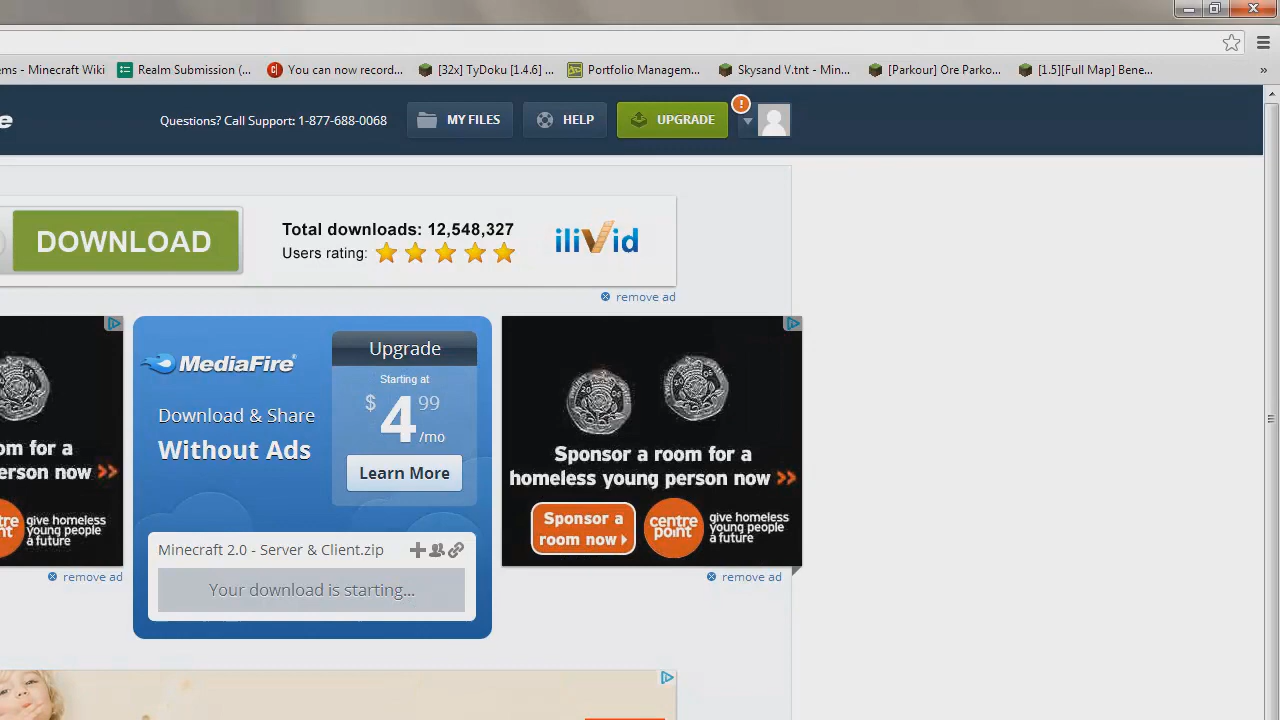 ems - Minecraft Wiki
Realm Submission (...
You can now record...
[32x] TyDoku [1.4.6] ...
Portfolio Managem...
Skysand V.tnt - Min...
[Parkour] Ore Parko...
[1.5][Full Map] Bene...
»
e
Questions? Call Support: 1-877-688-0068
MY FILES
HELP
UPGRADE
!
DOWNLOAD
Total downloads: 12,548,327
Users rating:
iliVid
remove ad
om for a
erson now >>
give homeless
young people
a future
remove ad
MediaFire
Download & Share
Without Ads
Upgrade
Starting at
$ 4 99
/mo
Learn More
Minecraft 2.0 - Server & Client.zip
Your download is starting...
Sponsor a room for a
homeless young person now >>
Sponsor a
room now
centre
point
give homeless
young people
a future
remove ad